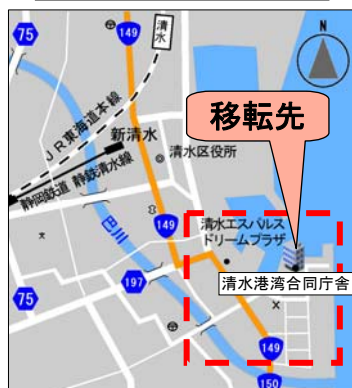 75
149
清水
N
移転先
JR東海道本線
新清水
清水区役所
静岡鉄道 静鉄清水線
149
巴川
清水エスパルス
ドリームプラザ
清水港湾合同庁舎
197
75
149
150